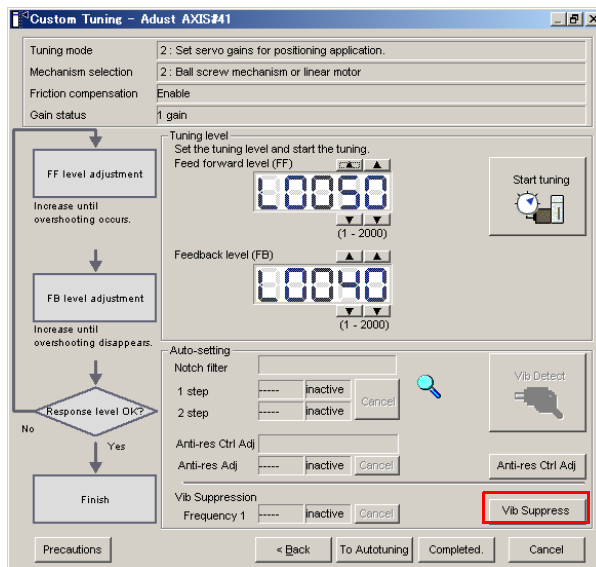 Custom Tuning - Adust AXIS#41
Tuning mode 2 : Set servo gains for positioning application.
Mechanism selection 2 : Ball screw mechanism or linear motor
Friction compensation Enable
Gain status 1 gain
FF level adjustment
Increase until
overshooting occurs.
FB level adjustment
Increase until
overshooting disappears.
Response level OK?
No
Yes
Finish
Tuning level
Set the tuning level and start the tuning.
Feed forward level (FF)
L0050
(1 - 2000)
Feedback level (FB)
L0040
(1 - 2000)
Start tuning
Auto-setting
Notch filter
1 step ----- inactive
2 step ----- inactive
Cancel
Vib Detect
Anti-res Ctrl Adj
Anti-res Adj ----- inactive Cancel
Anti-res Ctrl Adj
Vib Suppression
Frequency 1 ----- inactive Cancel
Vib Suppress
Precautions
< Back
To Autotuning
Completed.
Cancel